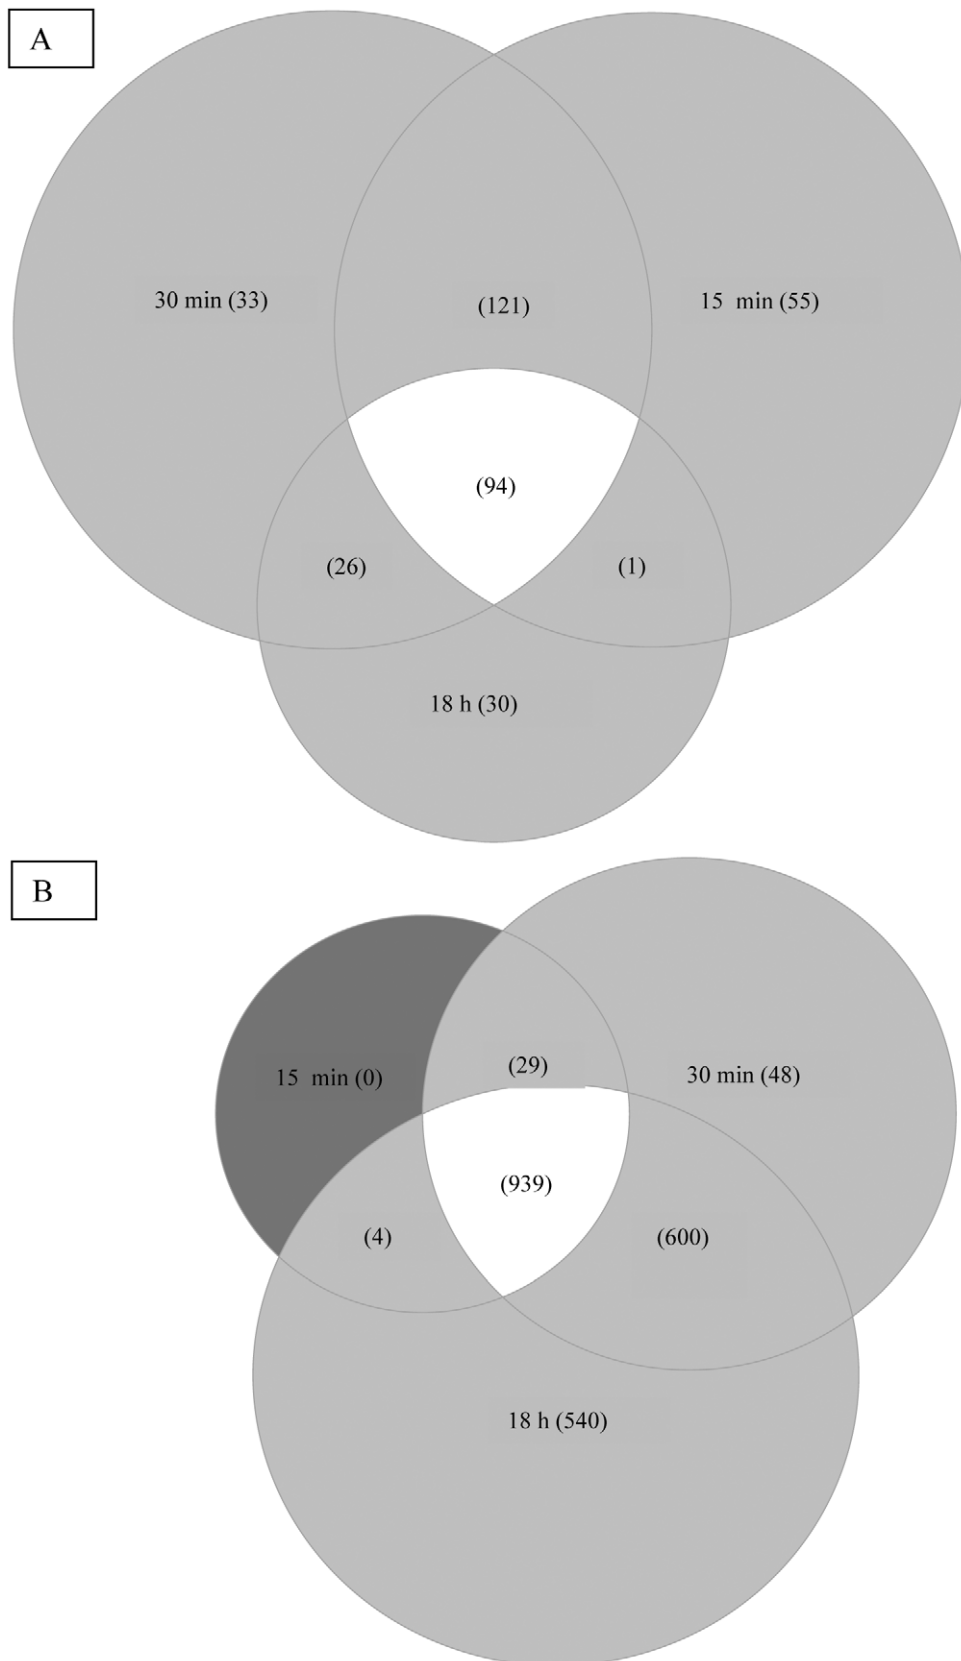 A
30 min (33)
(121)
15 min (55)
(94)
(26)
(1)
18 h (30)
B
15 min (0)
(29)
30 min (48)
(939)
(4)
(600)
18 h (540)